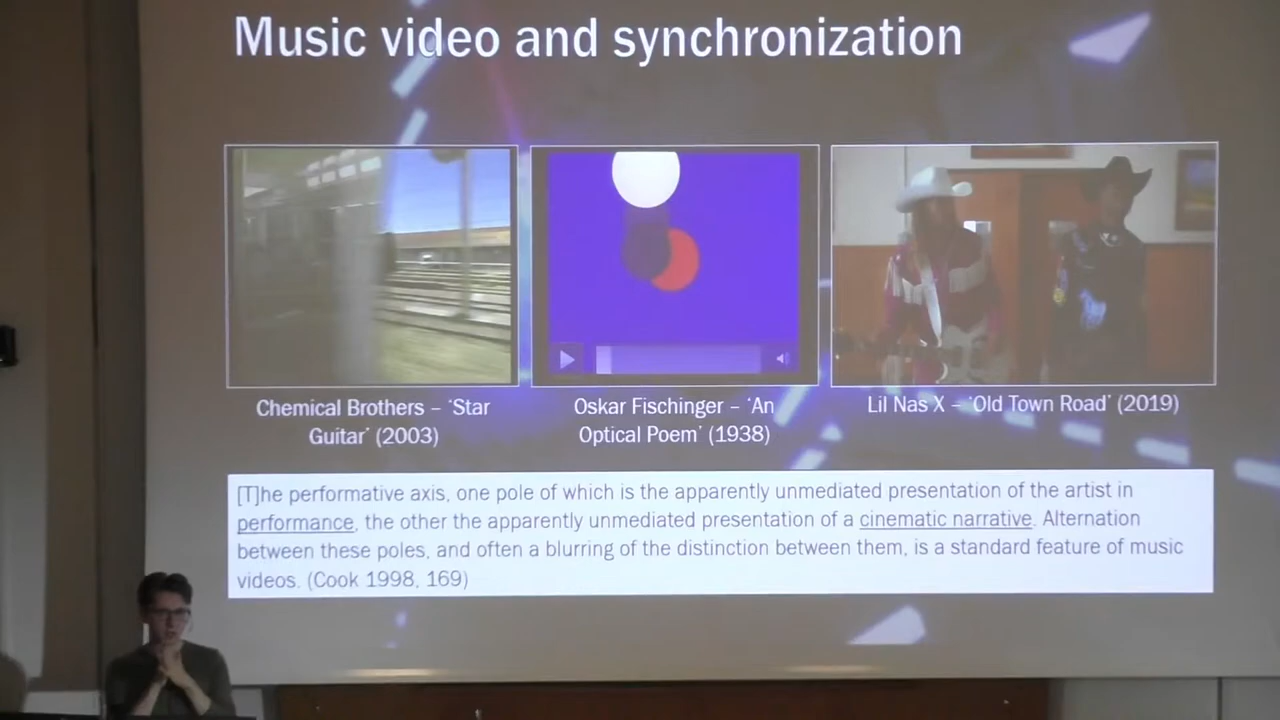 Music video and synchronization
Chemical Brothers – ‘Star
Guitar’ (2003)
Oskar Fischinger – ‘An
Optical Poem’ (1938)
Lil Nas X – ‘Old Town Road’ (2019)
[T]he performative axis, one pole of which is the apparently unmediated presentation of the artist in
performance, the other the apparently unmediated presentation of a cinematic narrative. Alternation
between these poles, and often a blurring of the distinction between them, is a standard feature of music
videos. (Cook 1998, 169)